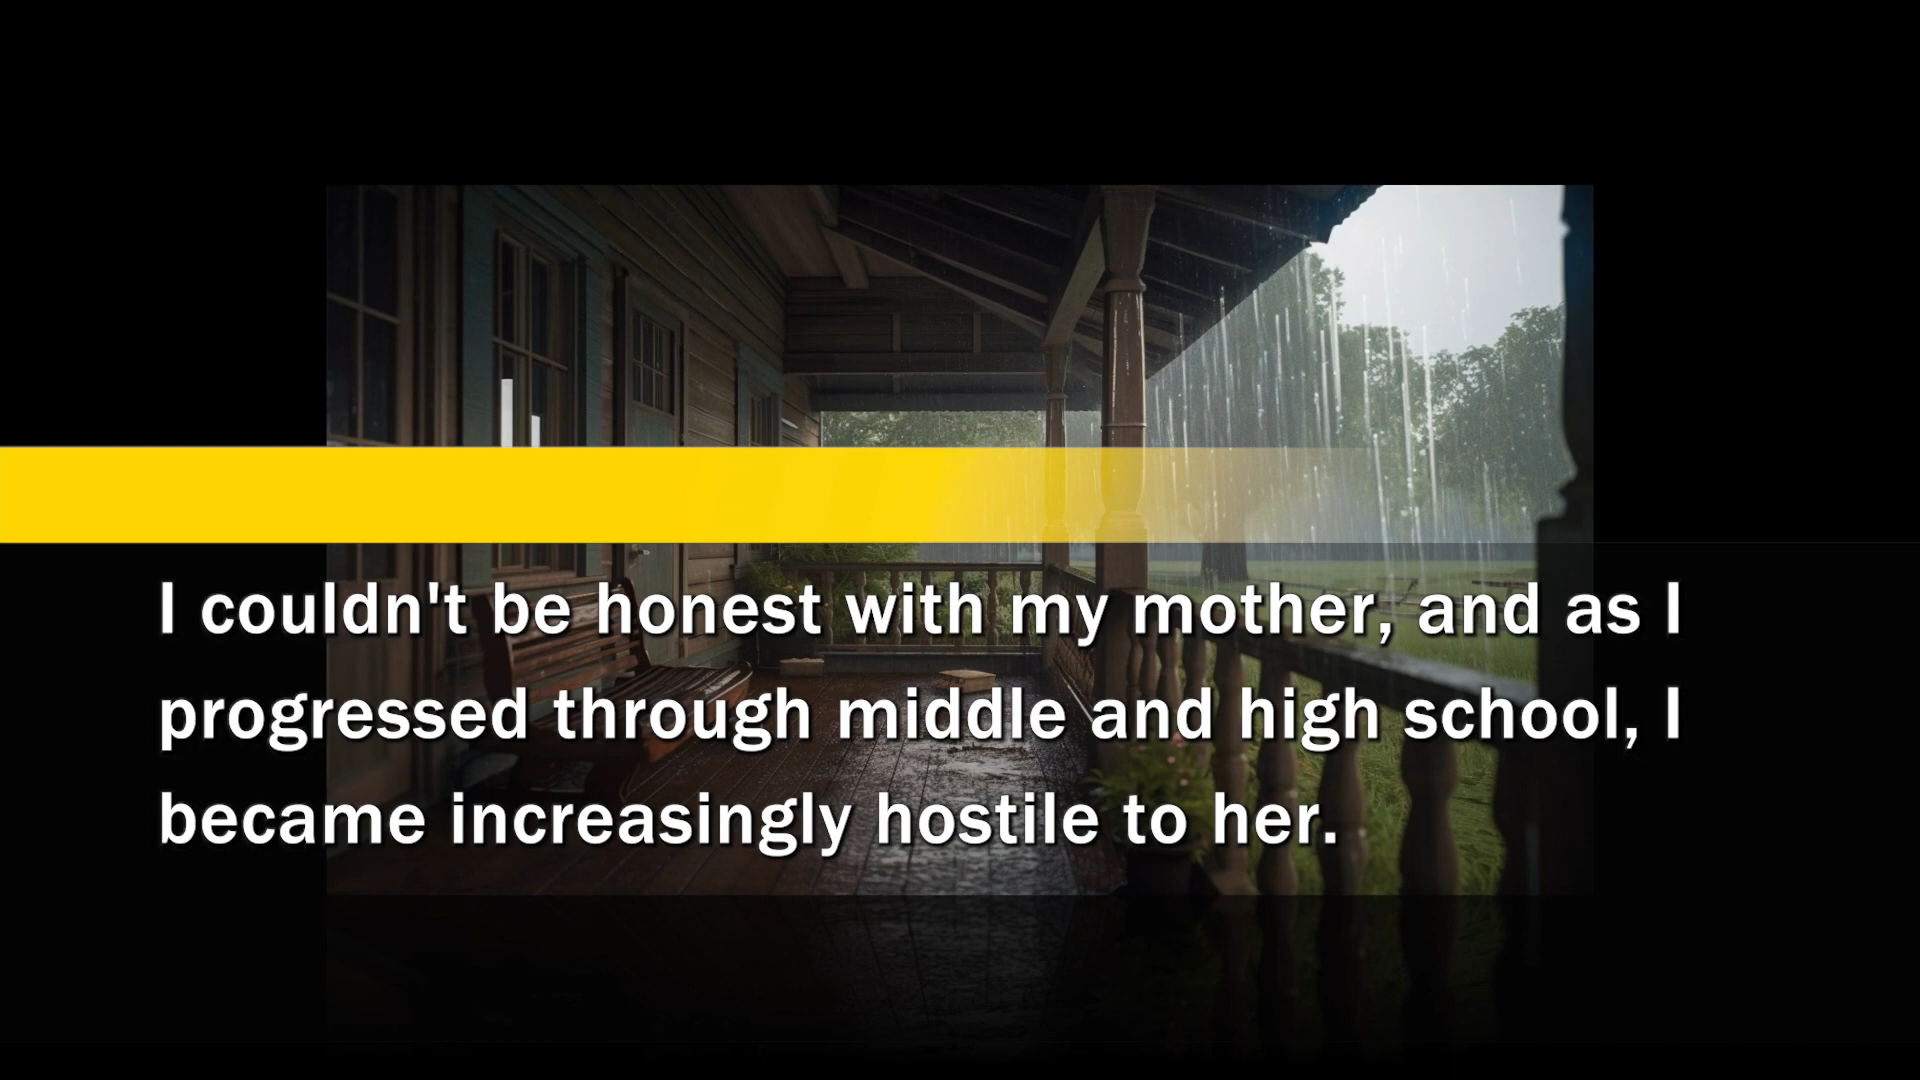 I couldn't be honest with my mother, and as I
progressed through middle and high school, I
became increasingly hostile to her.